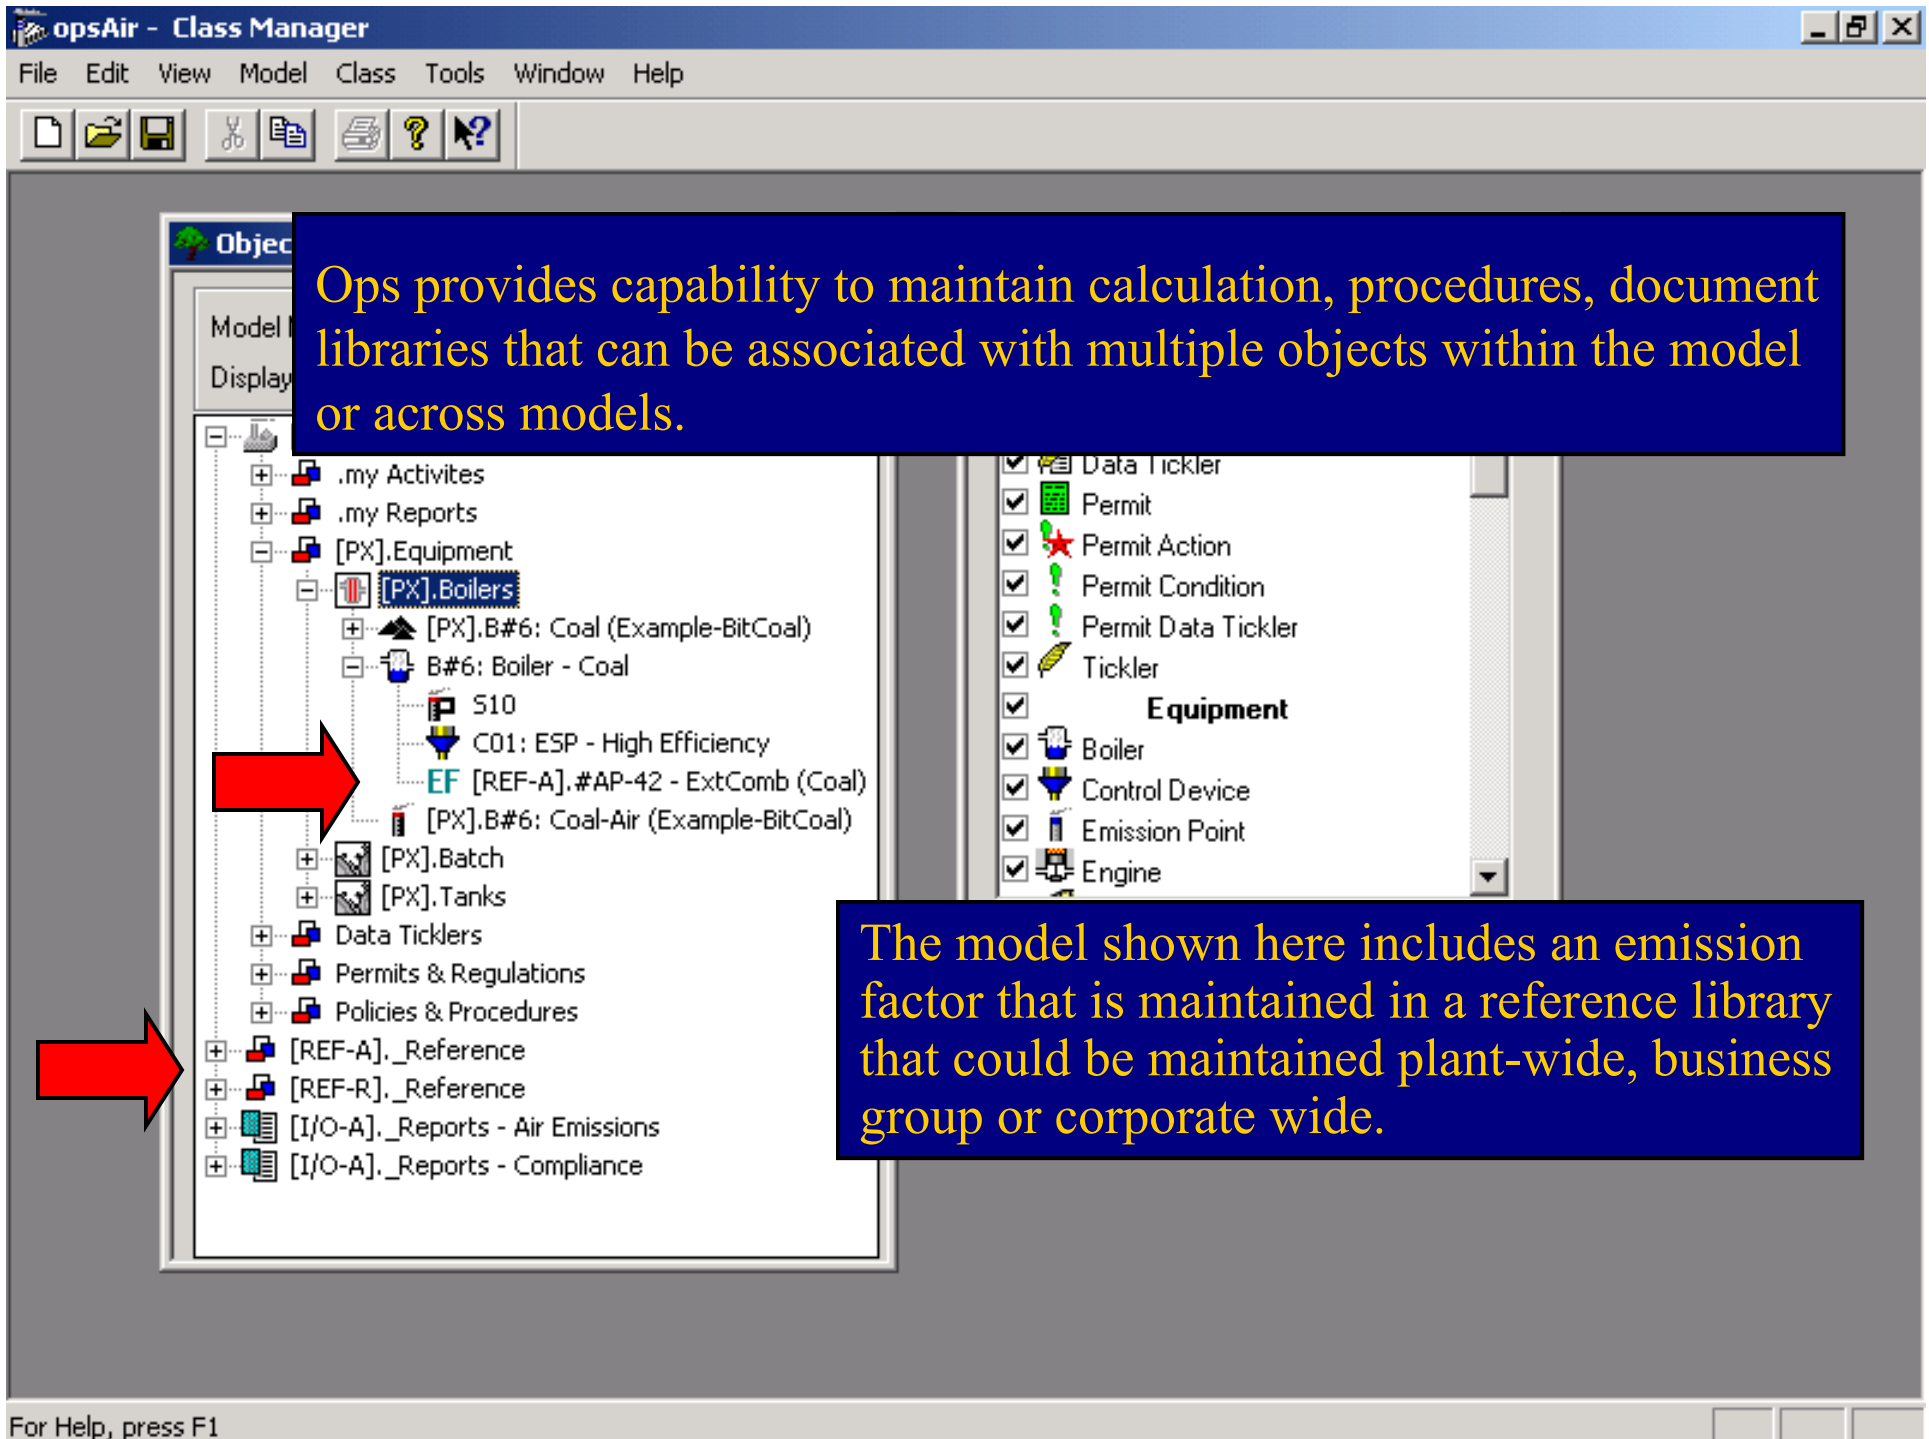 opsAir - Class Manager
File Edit View Model Class Tools Window Help
Objec
Ops provides capability to maintain calculation, procedures, document
libraries that can be associated with multiple objects within the model
or across models.
Model
Display
.my Activites
.my Reports
[PX].Equipment
[PX].Boilers
[PX].B#6: Coal (Example-BitCoal)
B#6: Boiler - Coal
S10
C01: ESP - High Efficiency
EF [REF-A].#AP-42 - ExtComb (Coal)
[PX].B#6: Coal-Air (Example-BitCoal)
[PX].Batch
[PX].Tanks
Data Ticklers
Permits & Regulations
Policies & Procedures
[REF-A]._Reference
[REF-R]._Reference
[I/O-A]._Reports - Air Emissions
[I/O-A]._Reports - Compliance
Data Tickler
Permit
Permit Action
Permit Condition
Permit Data Tickler
Tickler
Equipment
Boiler
Control Device
Emission Point
Engine
The model shown here includes an emission
factor that is maintained in a reference library
that could be maintained plant-wide, business
group or corporate wide.
For Help, press F1